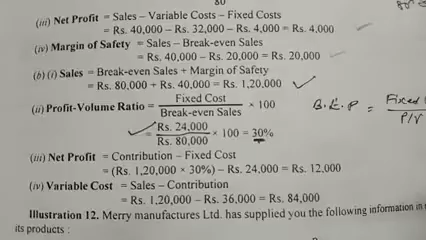 80
(iii) Net Profit = Sales − Variable Costs − Fixed Costs
= Rs. 40,000 − Rs. 32,000 − Rs. 4,000 = Rs. 4,000
(iv) Margin of Safety = Sales − Break-even Sales
= Rs. 40,000 − Rs. 20,000 = Rs. 20,000
(b) (i) Sales = Break-even Sales + Margin of Safety
= Rs. 80,000 + Rs. 40,000 = Rs. 1,20,000
(ii) Profit-Volume Ratio = Fixed Cost / Break-even Sales × 100
B.E.P = Fixed / P/V
= Rs. 24,000 / Rs. 80,000 × 100 = 30%
(iii) Net Profit = Contribution − Fixed Cost
= (Rs. 1,20,000 × 30%) − Rs. 24,000 = Rs. 12,000
(iv) Variable Cost = Sales − Contribution
= Rs. 1,20,000 − Rs. 36,000 = Rs. 84,000
Illustration 12. Merry manufactures Ltd. has supplied you the following information in
its products :